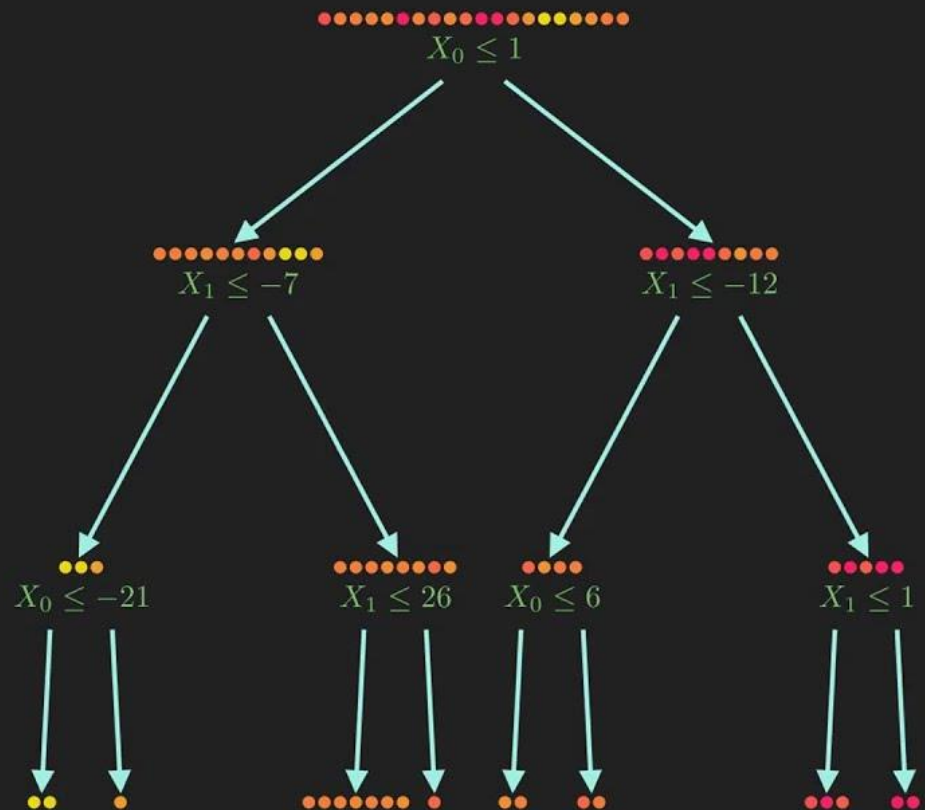 X₀ ≤ 1
X₁ ≤ −7
X₁ ≤ −12
X₀ ≤ −21
X₁ ≤ 26
X₀ ≤ 6
X₁ ≤ 1